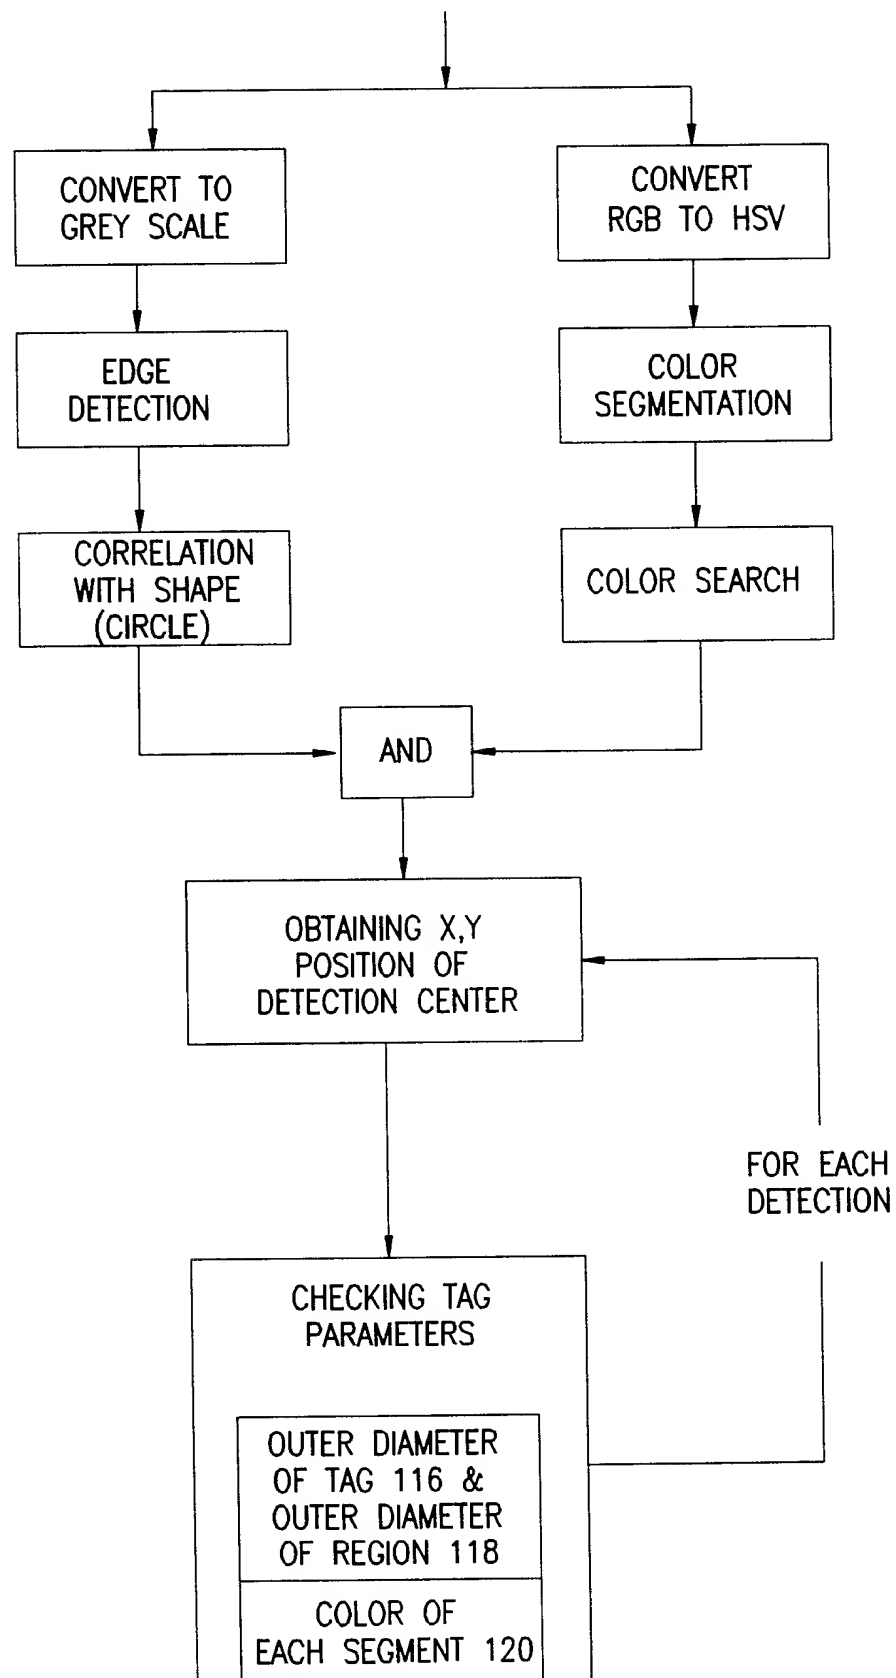 CONVERT TO
GREY SCALE
CONVERT
RGB TO HSV
EDGE
DETECTION
COLOR
SEGMENTATION
CORRELATION
WITH SHAPE
(CIRCLE)
COLOR SEARCH
AND
OBTAINING X,Y
POSITION OF
DETECTION CENTER
FOR EACH
DETECTION
CHECKING TAG
PARAMETERS
OUTER DIAMETER
OF TAG 116 &
OUTER DIAMETER
OF REGION 118
COLOR OF
EACH SEGMENT 120